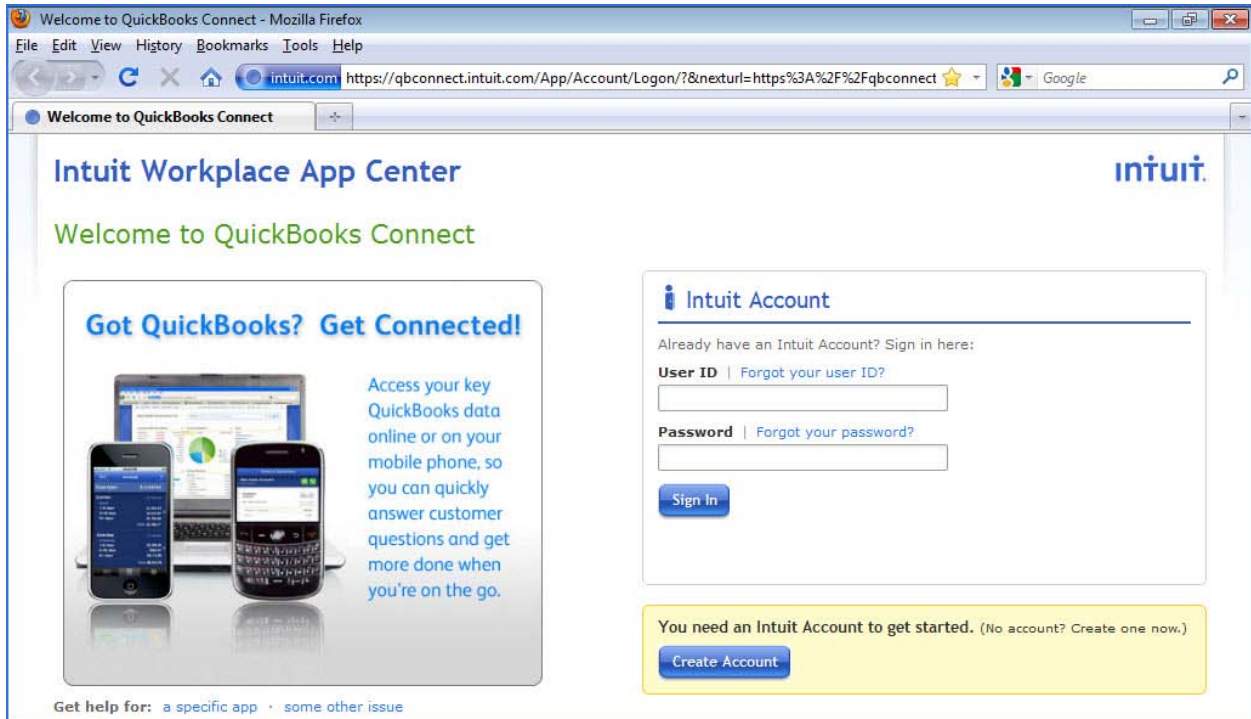 Welcome to QuickBooks Connect - Mozilla Firefox
File Edit View History Bookmarks Tools Help
intuit.com https://qbconnect.intuit.com/App/Account/Logon/?&nexturl=https%3A%2F%2Fqbconnect Google
Welcome to QuickBooks Connect
Intuit Workplace App Center
intuit.
Welcome to QuickBooks Connect
Got QuickBooks? Get Connected!
Access your key
QuickBooks data
online or on your
mobile phone, so
you can quickly
answer customer
questions and get
more done when
you're on the go.
Intuit Account
Already have an Intuit Account? Sign in here:
User ID | Forgot your user ID?
Password | Forgot your password?
Sign In
You need an Intuit Account to get started. (No account? Create one now.)
Create Account
Get help for: a specific app · some other issue